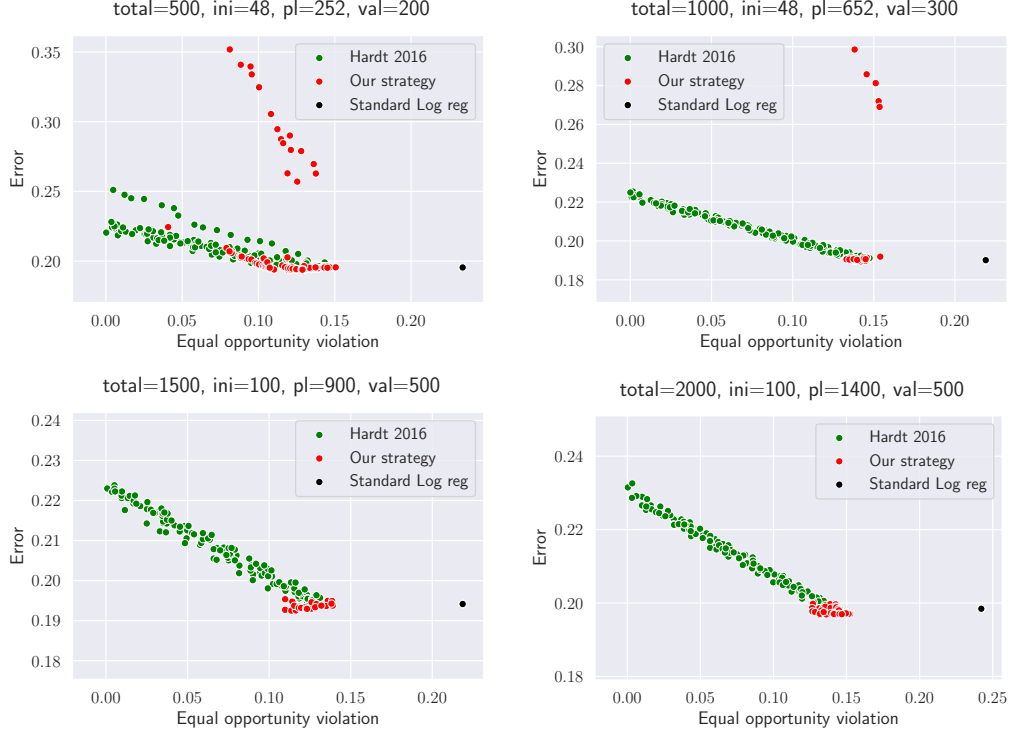 total=500, ini=48, pl=252, val=200
0.35
0.30
0.25
0.20
Error
Hardt 2016
Our strategy
Standard Log reg
0.00 0.05 0.10 0.15 0.20
Equal opportunity violation
total=1000, ini=48, pl=652, val=300
0.30
0.28
0.26
0.24
0.22
0.20
0.18
Error
Hardt 2016
Our strategy
Standard Log reg
0.00 0.05 0.10 0.15 0.20
Equal opportunity violation
total=1500, ini=100, pl=900, val=500
0.24
0.23
0.22
0.21
0.20
0.19
0.18
Error
Hardt 2016
Our strategy
Standard Log reg
0.00 0.05 0.10 0.15 0.20
Equal opportunity violation
total=2000, ini=100, pl=1400, val=500
0.24
0.22
0.20
0.18
Error
Hardt 2016
Our strategy
Standard Log reg
0.00 0.05 0.10 0.15 0.20 0.25
Equal opportunity violation